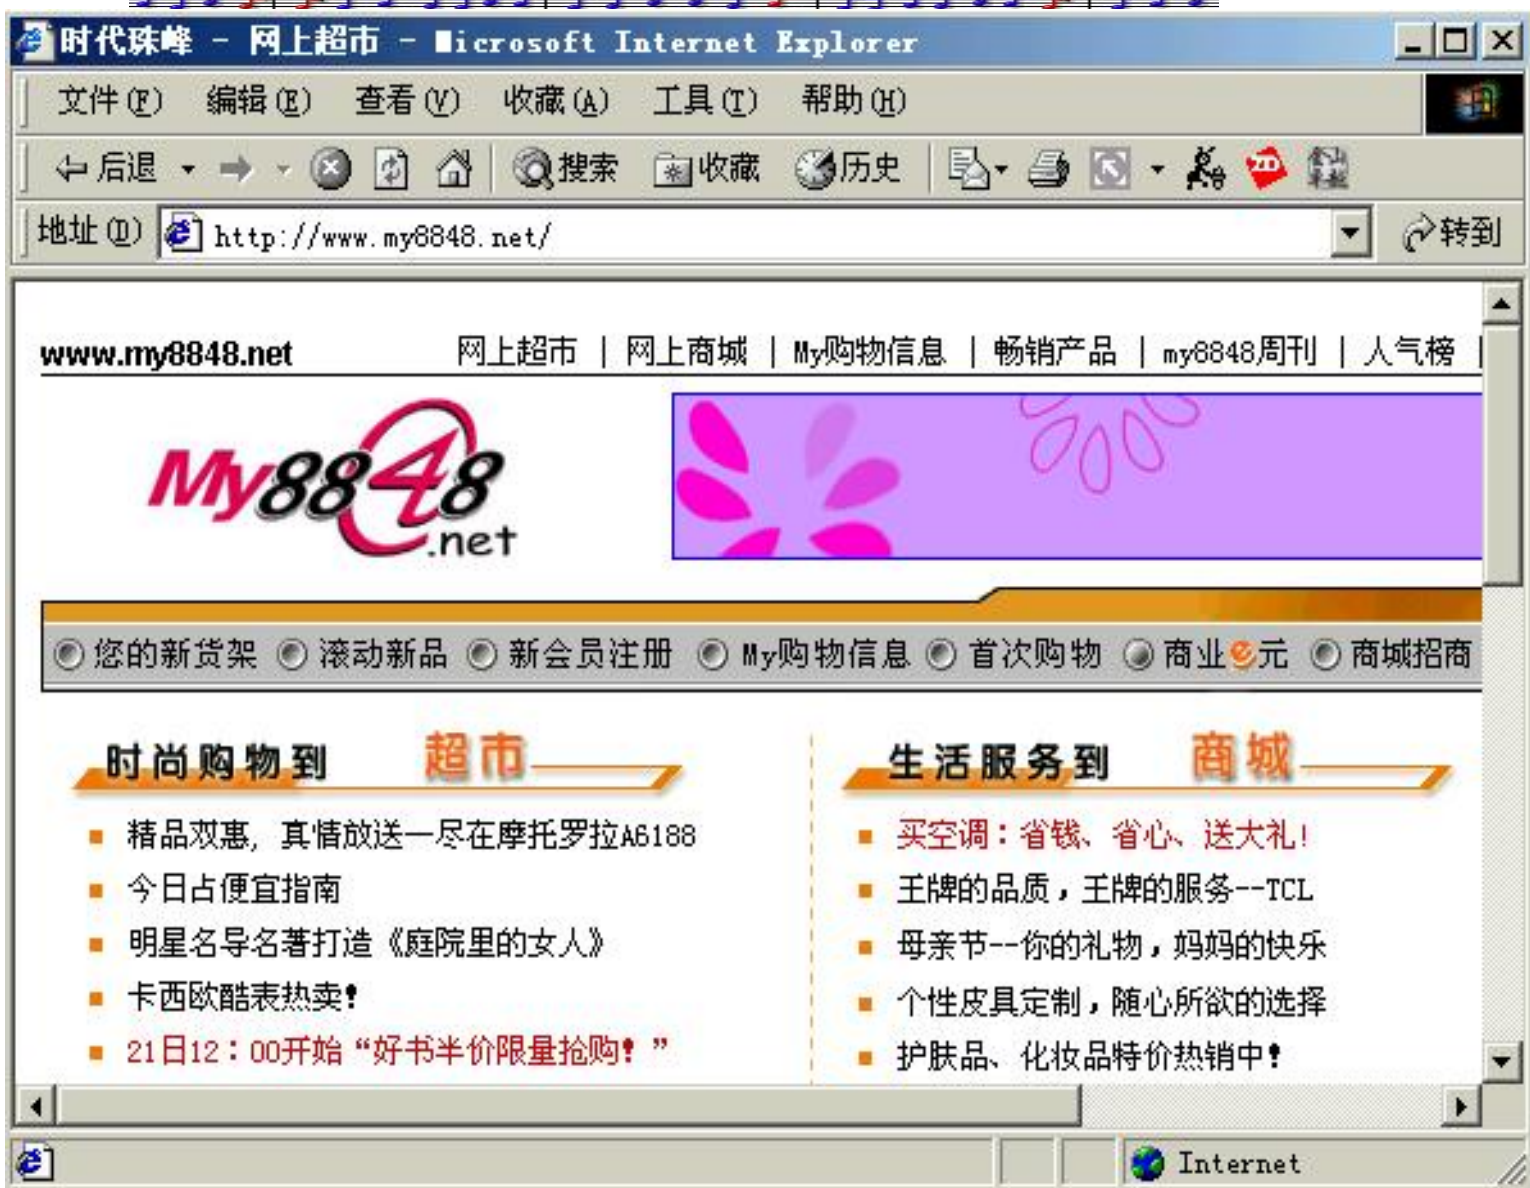 时代珠峰 - 网上超市 - Microsoft Internet Explorer
文件(F) 编辑(E) 查看(V) 收藏(A) 工具(T) 帮助(H)
后退 搜索 收藏 历史
地址(D) http://www.my8848.net/ 转到
www.my8848.net 网上超市 | 网上商城 | My购物信息 | 畅销产品 | my8848周刊 | 人气榜 |
My8848
.net
您的新货架 滚动新品 新会员注册 My购物信息 首次购物 商业e元 商城招商
时尚购物到 超市
精品双惠, 真情放送—尽在摩托罗拉A6188
今日占便宜指南
明星名导名著打造《庭院里的女人》
卡西欧酷表热卖!
21日12:00开始“好书半价限量抢购!”
生活服务到 商城
买空调:省钱、省心、送大礼!
王牌的品质,王牌的服务--TCL
母亲节--你的礼物,妈妈的快乐
个性皮具定制,随心所欲的选择
护肤品、化妆品特价热销中!
Internet